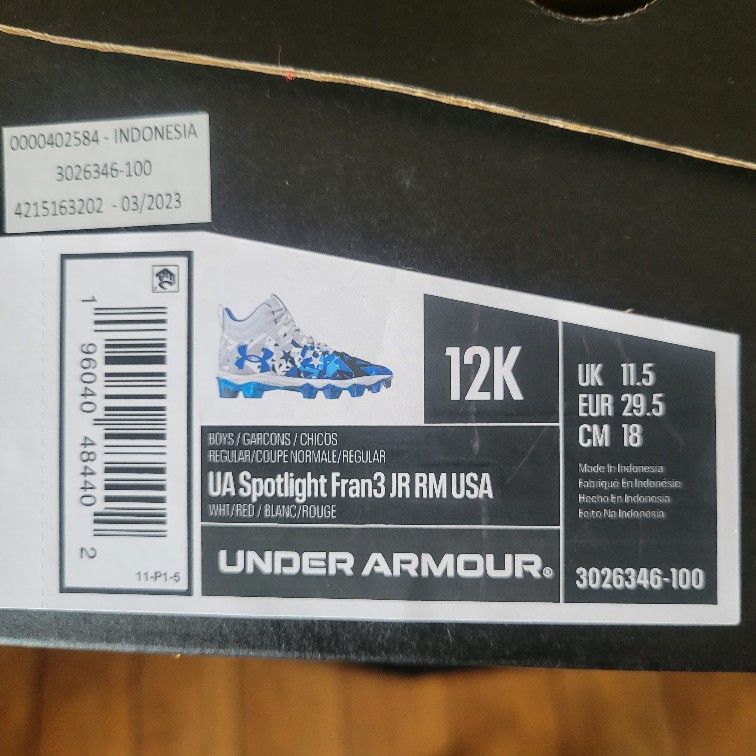 0000402584 - INDONESIA
3026346-100
4215163202 - 03/2023
1 96040 48440 2
11-P1-5
12K
UK 11.5
EUR 29.5
CM 18
Made In Indonesia
Fabrique En Indonésie
Hecho En Indonesia
Feito Na Indonésia
BOYS / GARCONS / CHICOS
REGULAR/COUPE NORMALE/REGULAR
UA Spotlight Fran3 JR RM USA
WHT/RED / BLANC/ROUGE
UNDER ARMOUR®
3026346-100